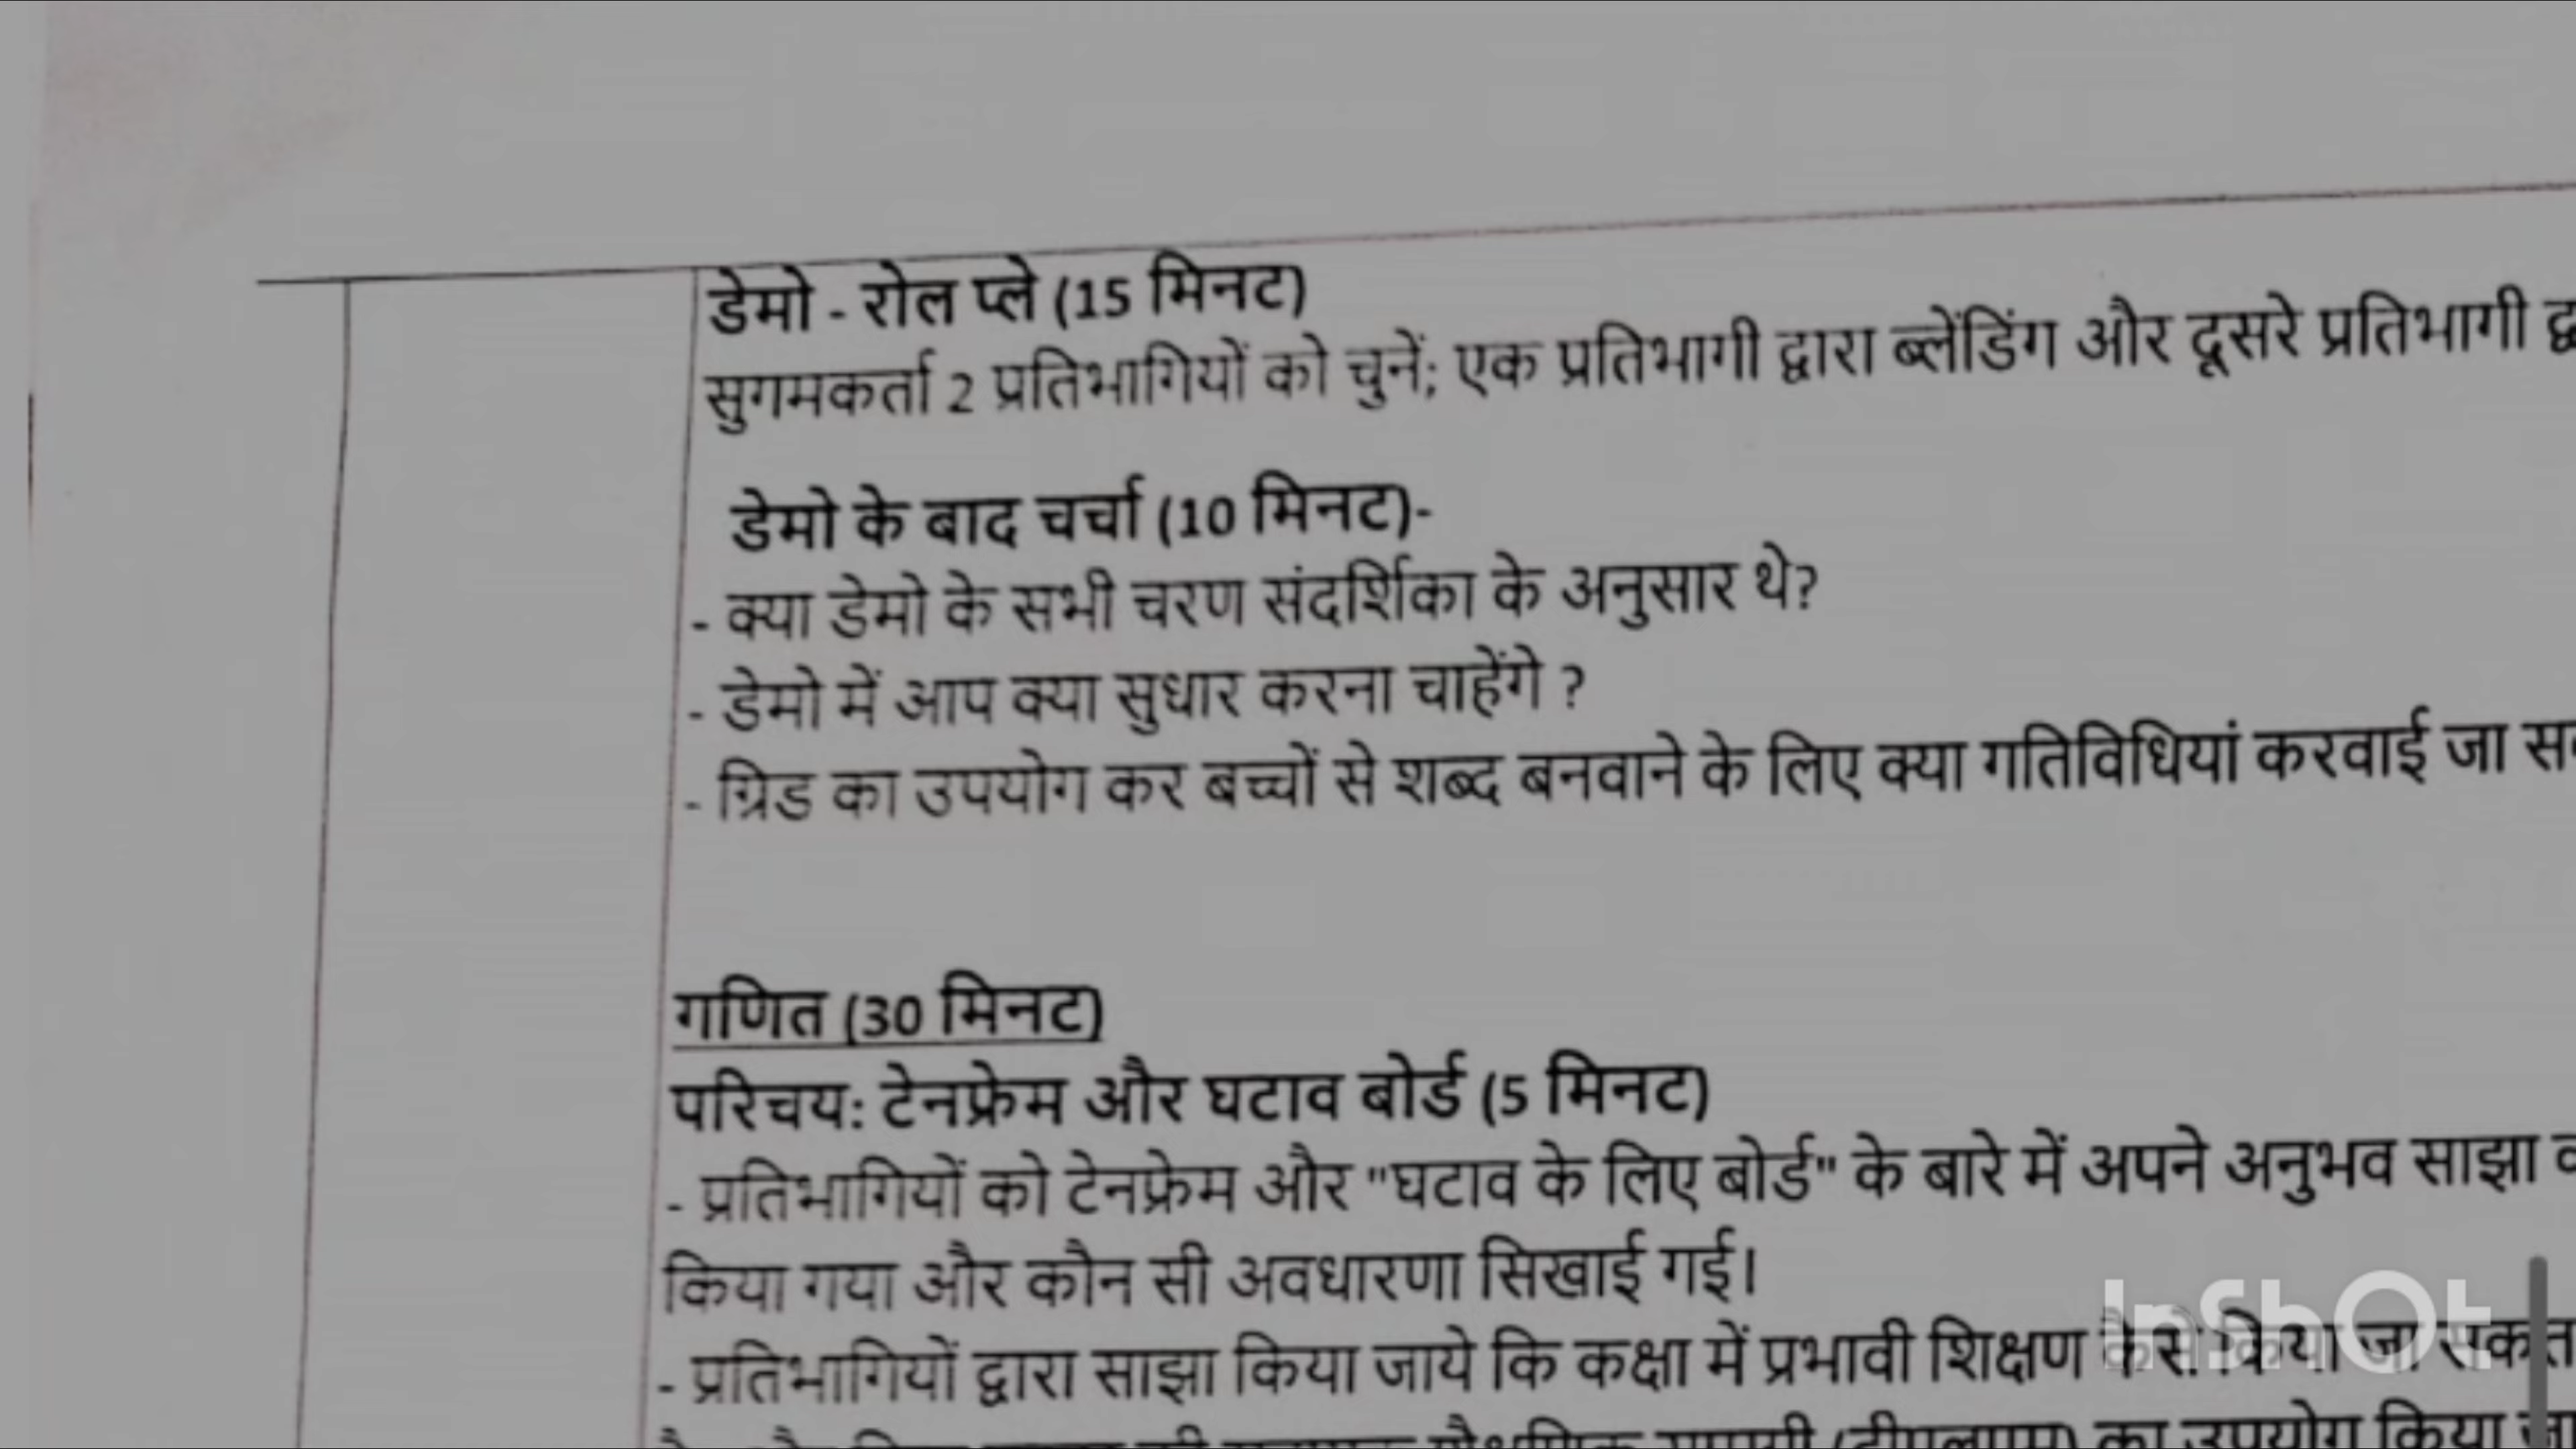 डेमो - रोल प्ले (15 मिनट)
सुगमकर्ता 2 प्रतिभागियों को चुनें; एक प्रतिभागी द्वारा ब्लेंडिंग और दूसरे प्रतिभागी
डेमो के बाद चर्चा (10 मिनट)-
- क्या डेमो के सभी चरण संदर्शिका के अनुसार थे?
- डेमो में आप क्या सुधार करना चाहेंगे ?
- ग्रिड का उपयोग कर बच्चों से शब्द बनवाने के लिए क्या गतिविधियां करवाई जा
गणित (30 मिनट)
परिचय: टेनफ्रेम और घटाव बोर्ड (5 मिनट)
- प्रतिभागियों को टेनफ्रेम और "घटाव के लिए बोर्ड" के बारे में अपने अनुभव साझा
किया गया और कौन सी अवधारणा सिखाई गई।
- प्रतिभागियों द्वारा साझा किया जाये कि कक्षा में प्रभावी शिक्षण कैसे किया जा सकत
का उपयोग किया
InShOt